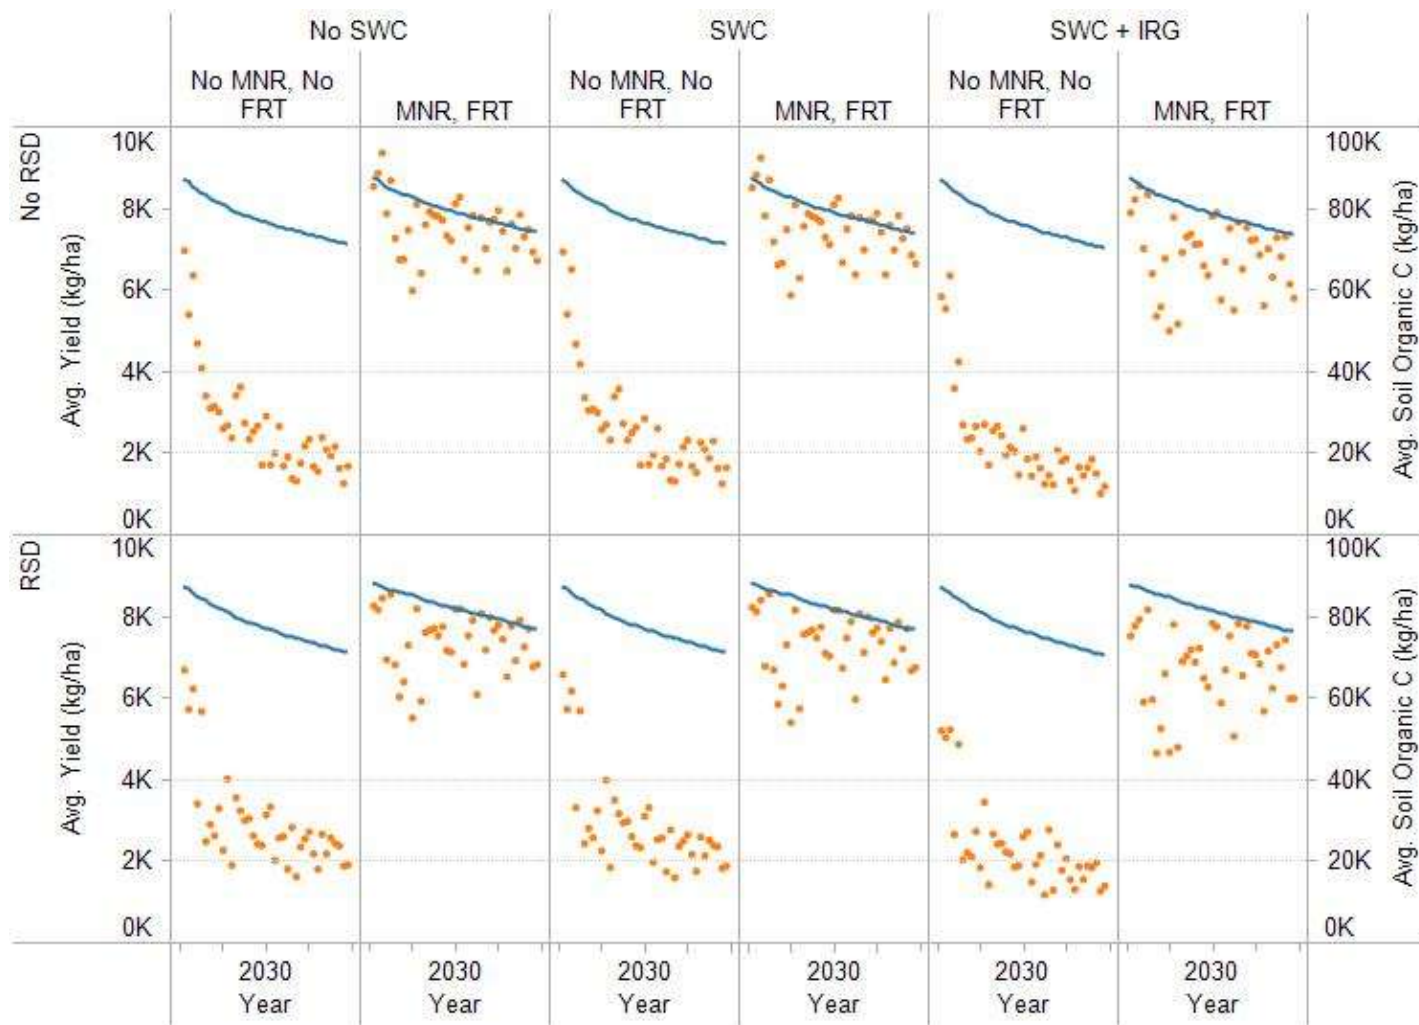 No SWC
SWC
SWC + IRG
No MNR, No
FRT
MNR, FRT
No MNR, No
FRT
MNR, FRT
No MNR, No
FRT
MNR, FRT
No RSD
Avg. Yield (kg/ha)
10K
8K
6K
4K
2K
0K
100K
80K
60K
40K
20K
0K
Avg. Soil Organic C (kg/ha)
RSD
Avg. Yield (kg/ha)
10K
8K
6K
4K
2K
0K
100K
80K
60K
40K
20K
0K
Avg. Soil Organic C (kg/ha)
2030
Year
2030
Year
2030
Year
2030
Year
2030
Year
2030
Year